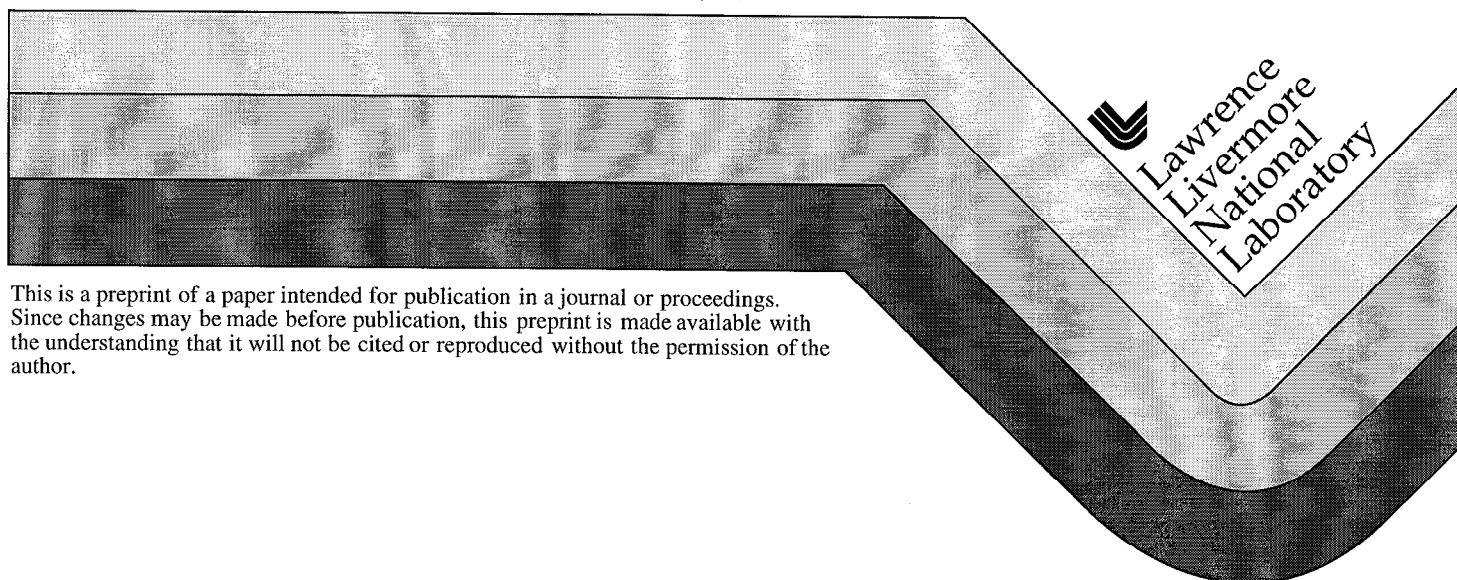 Lawrence
Livermore
National
Laboratory
This is a preprint of a paper intended for publication in a journal or proceedings.
Since changes may be made before publication, this preprint is made available with
the understanding that it will not be cited or reproduced without the permission of the
author.